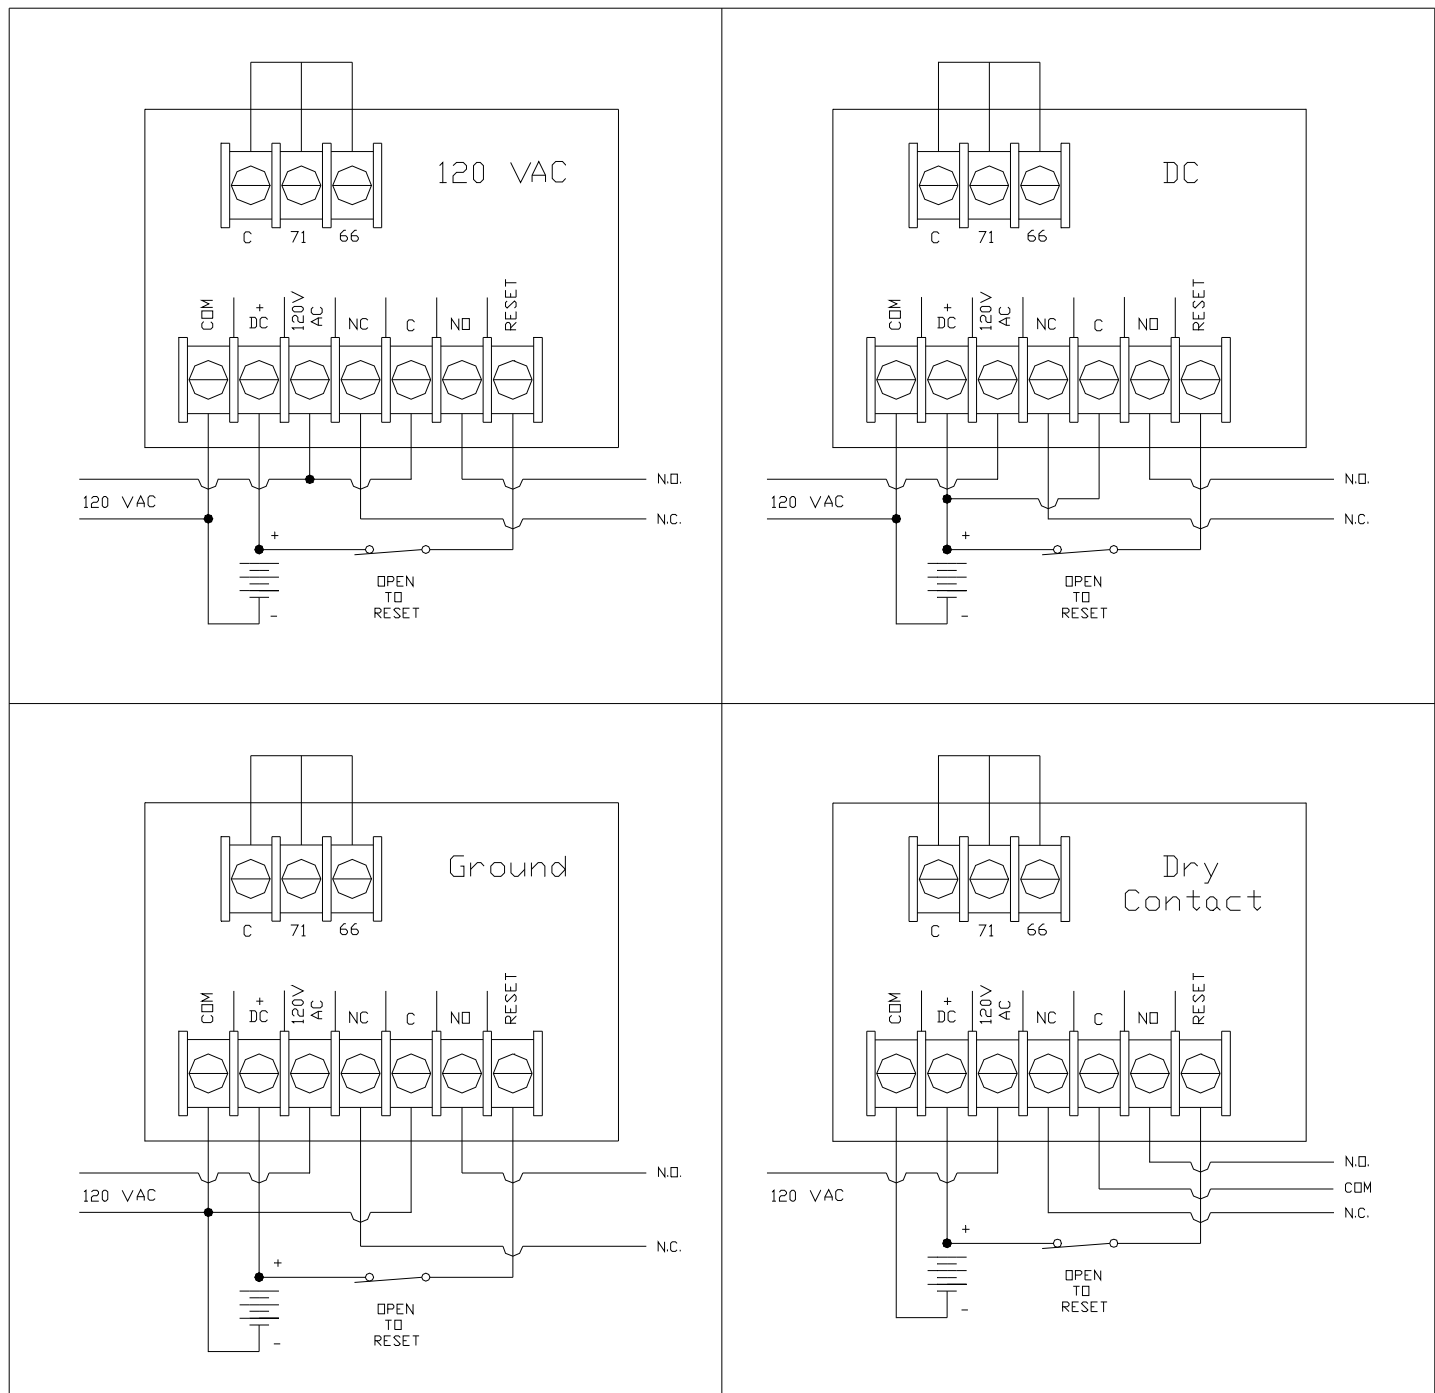 120 VAC
C 71 66
COM
+
DC
120V
AC
NC
C
NO
RESET
N.O.
120 VAC
N.C.
+
OPEN
TO
RESET
-
DC
C 71 66
COM
+
DC
120V
AC
NC
C
NO
RESET
N.O.
120 VAC
N.C.
+
OPEN
TO
RESET
-
Ground
C 71 66
COM
+
DC
120V
AC
NC
C
NO
RESET
N.O.
120 VAC
N.C.
+
OPEN
TO
RESET
-
Dry
Contact
C 71 66
COM
+
DC
120V
AC
NC
C
NO
RESET
N.O.
COM
120 VAC
N.C.
+
OPEN
TO
RESET
-